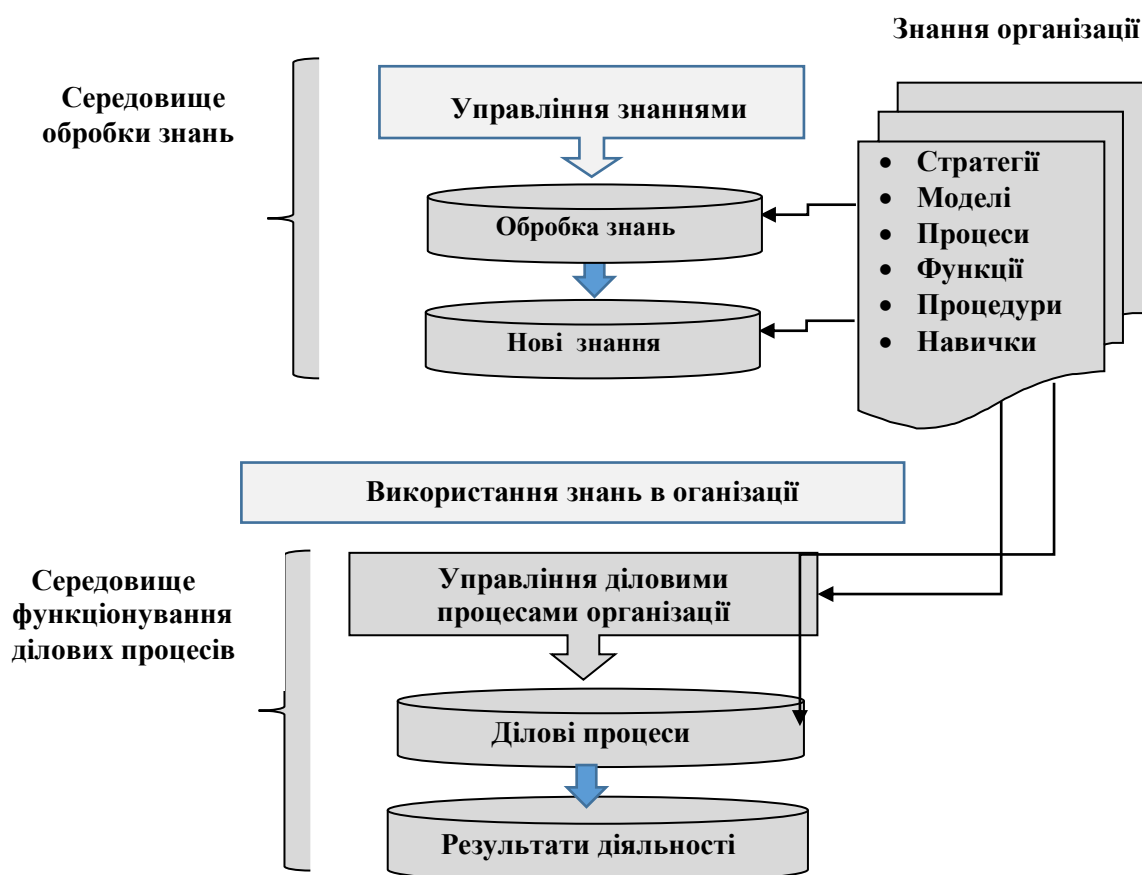 Знання організації
Середовище
обробки знань
Управління знаннями
Обробка знань
Нові знання
• Стратегії
• Моделі
• Процеси
• Функції
• Процедури
• Навички
Використання знань в оганізації
Середовище
функціонування
ділових процесів
Управління діловими
процесами організації
Ділові процеси
Результати діяльності